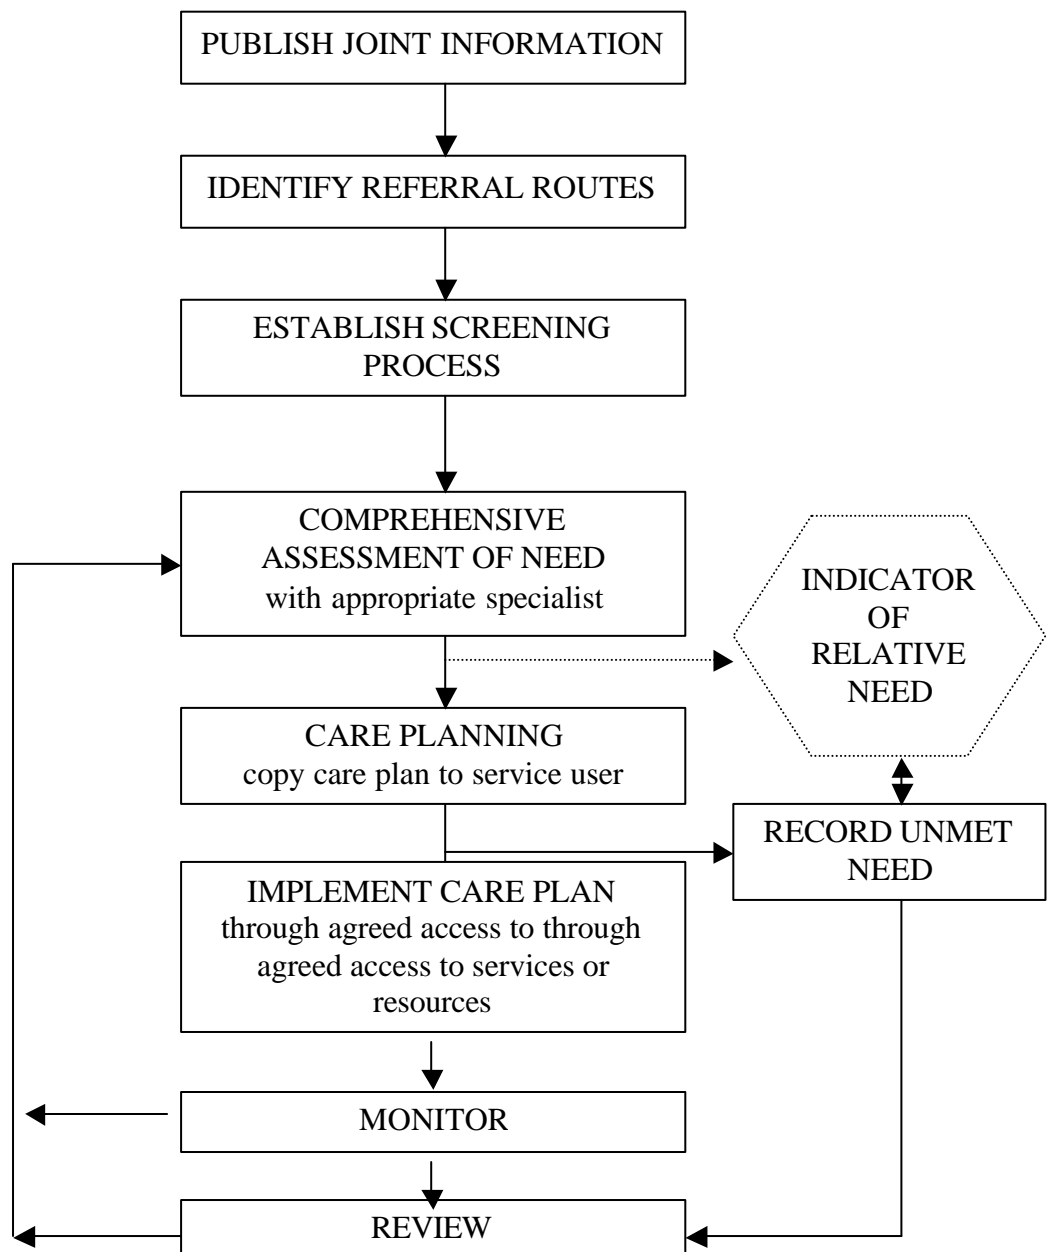 PUBLISH JOINT INFORMATION
IDENTIFY REFERRAL ROUTES
ESTABLISH SCREENING
PROCESS
COMPREHENSIVE
ASSESSMENT OF NEED
with appropriate specialist
INDICATOR
OF
RELATIVE
NEED
CARE PLANNING
copy care plan to service user
RECORD UNMET
NEED
IMPLEMENT CARE PLAN
through agreed access to through
agreed access to services or
resources
MONITOR
REVIEW